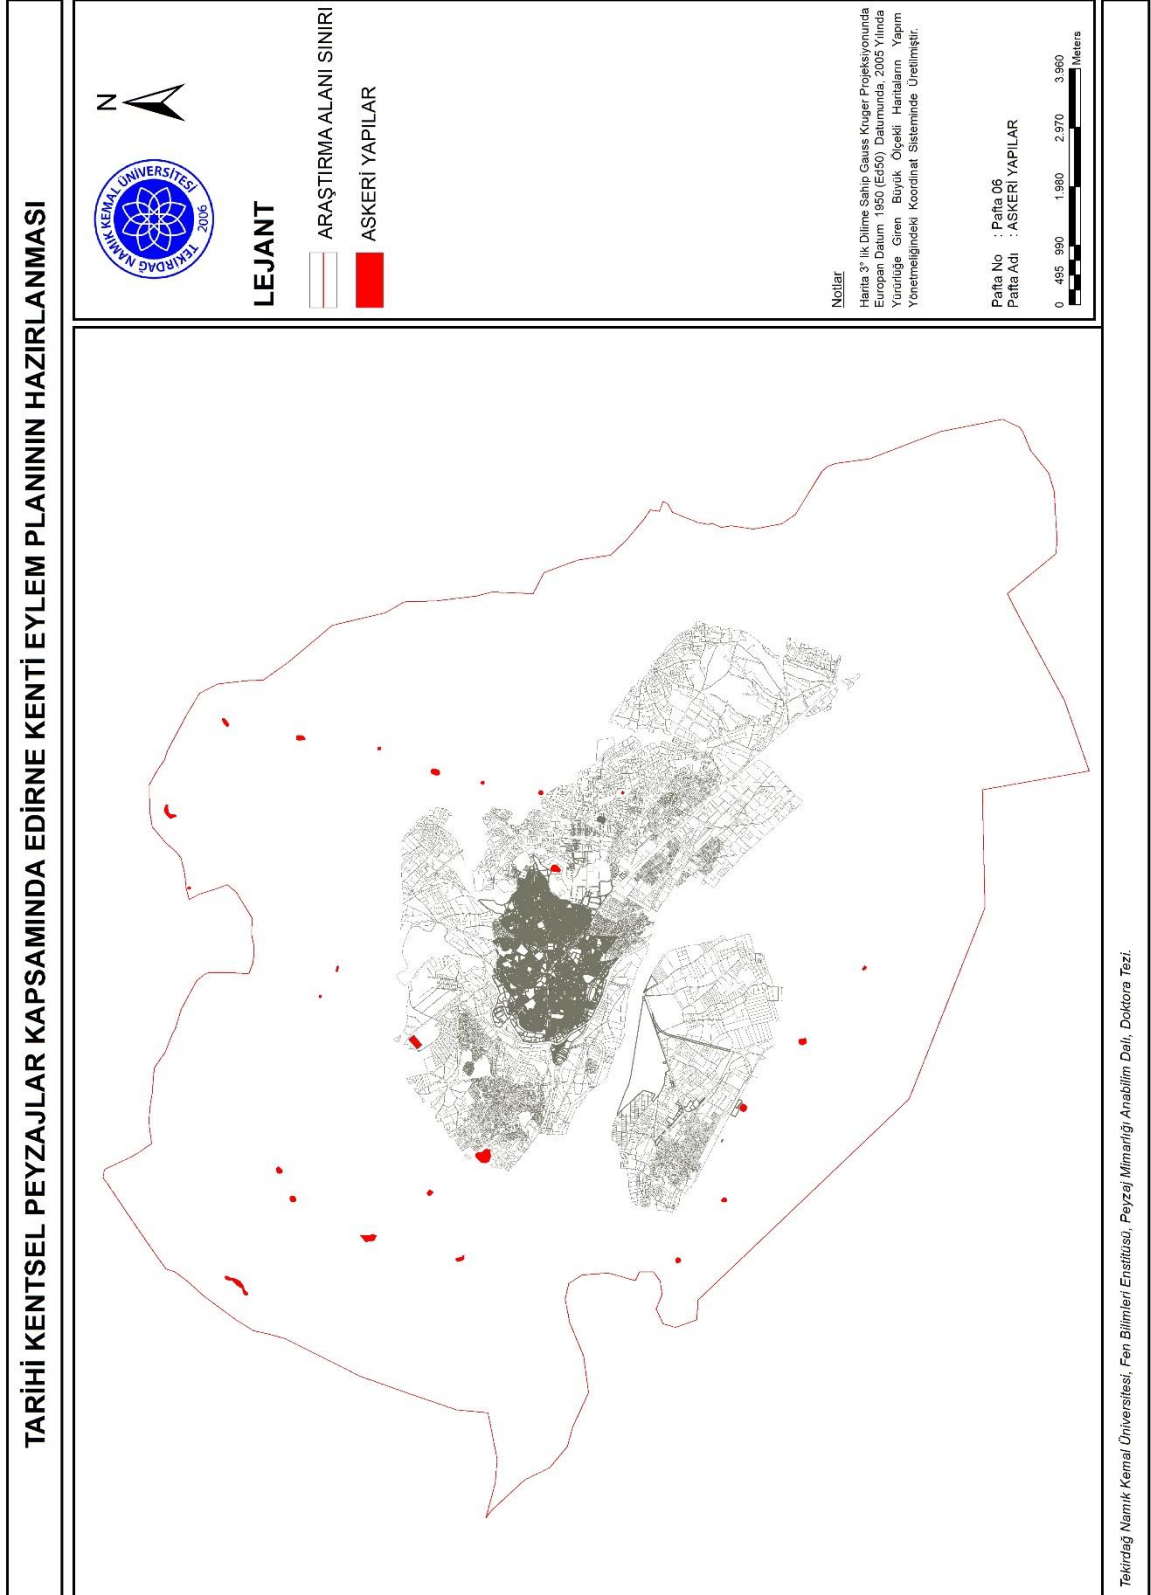 TARİHİ KENTSEL PEYZAJLAR KAPSAMINDA EDİRNE KENTİ EYLEM PLANININ HAZIRLANMASI
N
TEKİRDAĞ NAMIK KEMAL ÜNİVERSİTESİ
2006
LEJANT
ARAŞTIRMA ALANI SINIRI
ASKERİ YAPILAR
Notlar
Harita 3° lik Dilime Sahip Gauss Kruger Projeksiyonunda
Europan Datum 1950 (Ed50) Datumunda, 2005 Yılında
Yürürlüğe Giren Büyük Ölçekli Haritaların Yapım
Yönetmeliğindeki Koordinat Sisteminde Üretilmiştir.
Pafta No : Pafta 06
Pafta Adı : ASKERİ YAPILAR
0 495 990 1.980 2.970 3.960
Meters
Tekirdağ Namık Kemal Üniversitesi, Fen Bilimleri Enstitüsü, Peyzaj Mimarlığı Anabilim Dalı, Doktora Tezi.